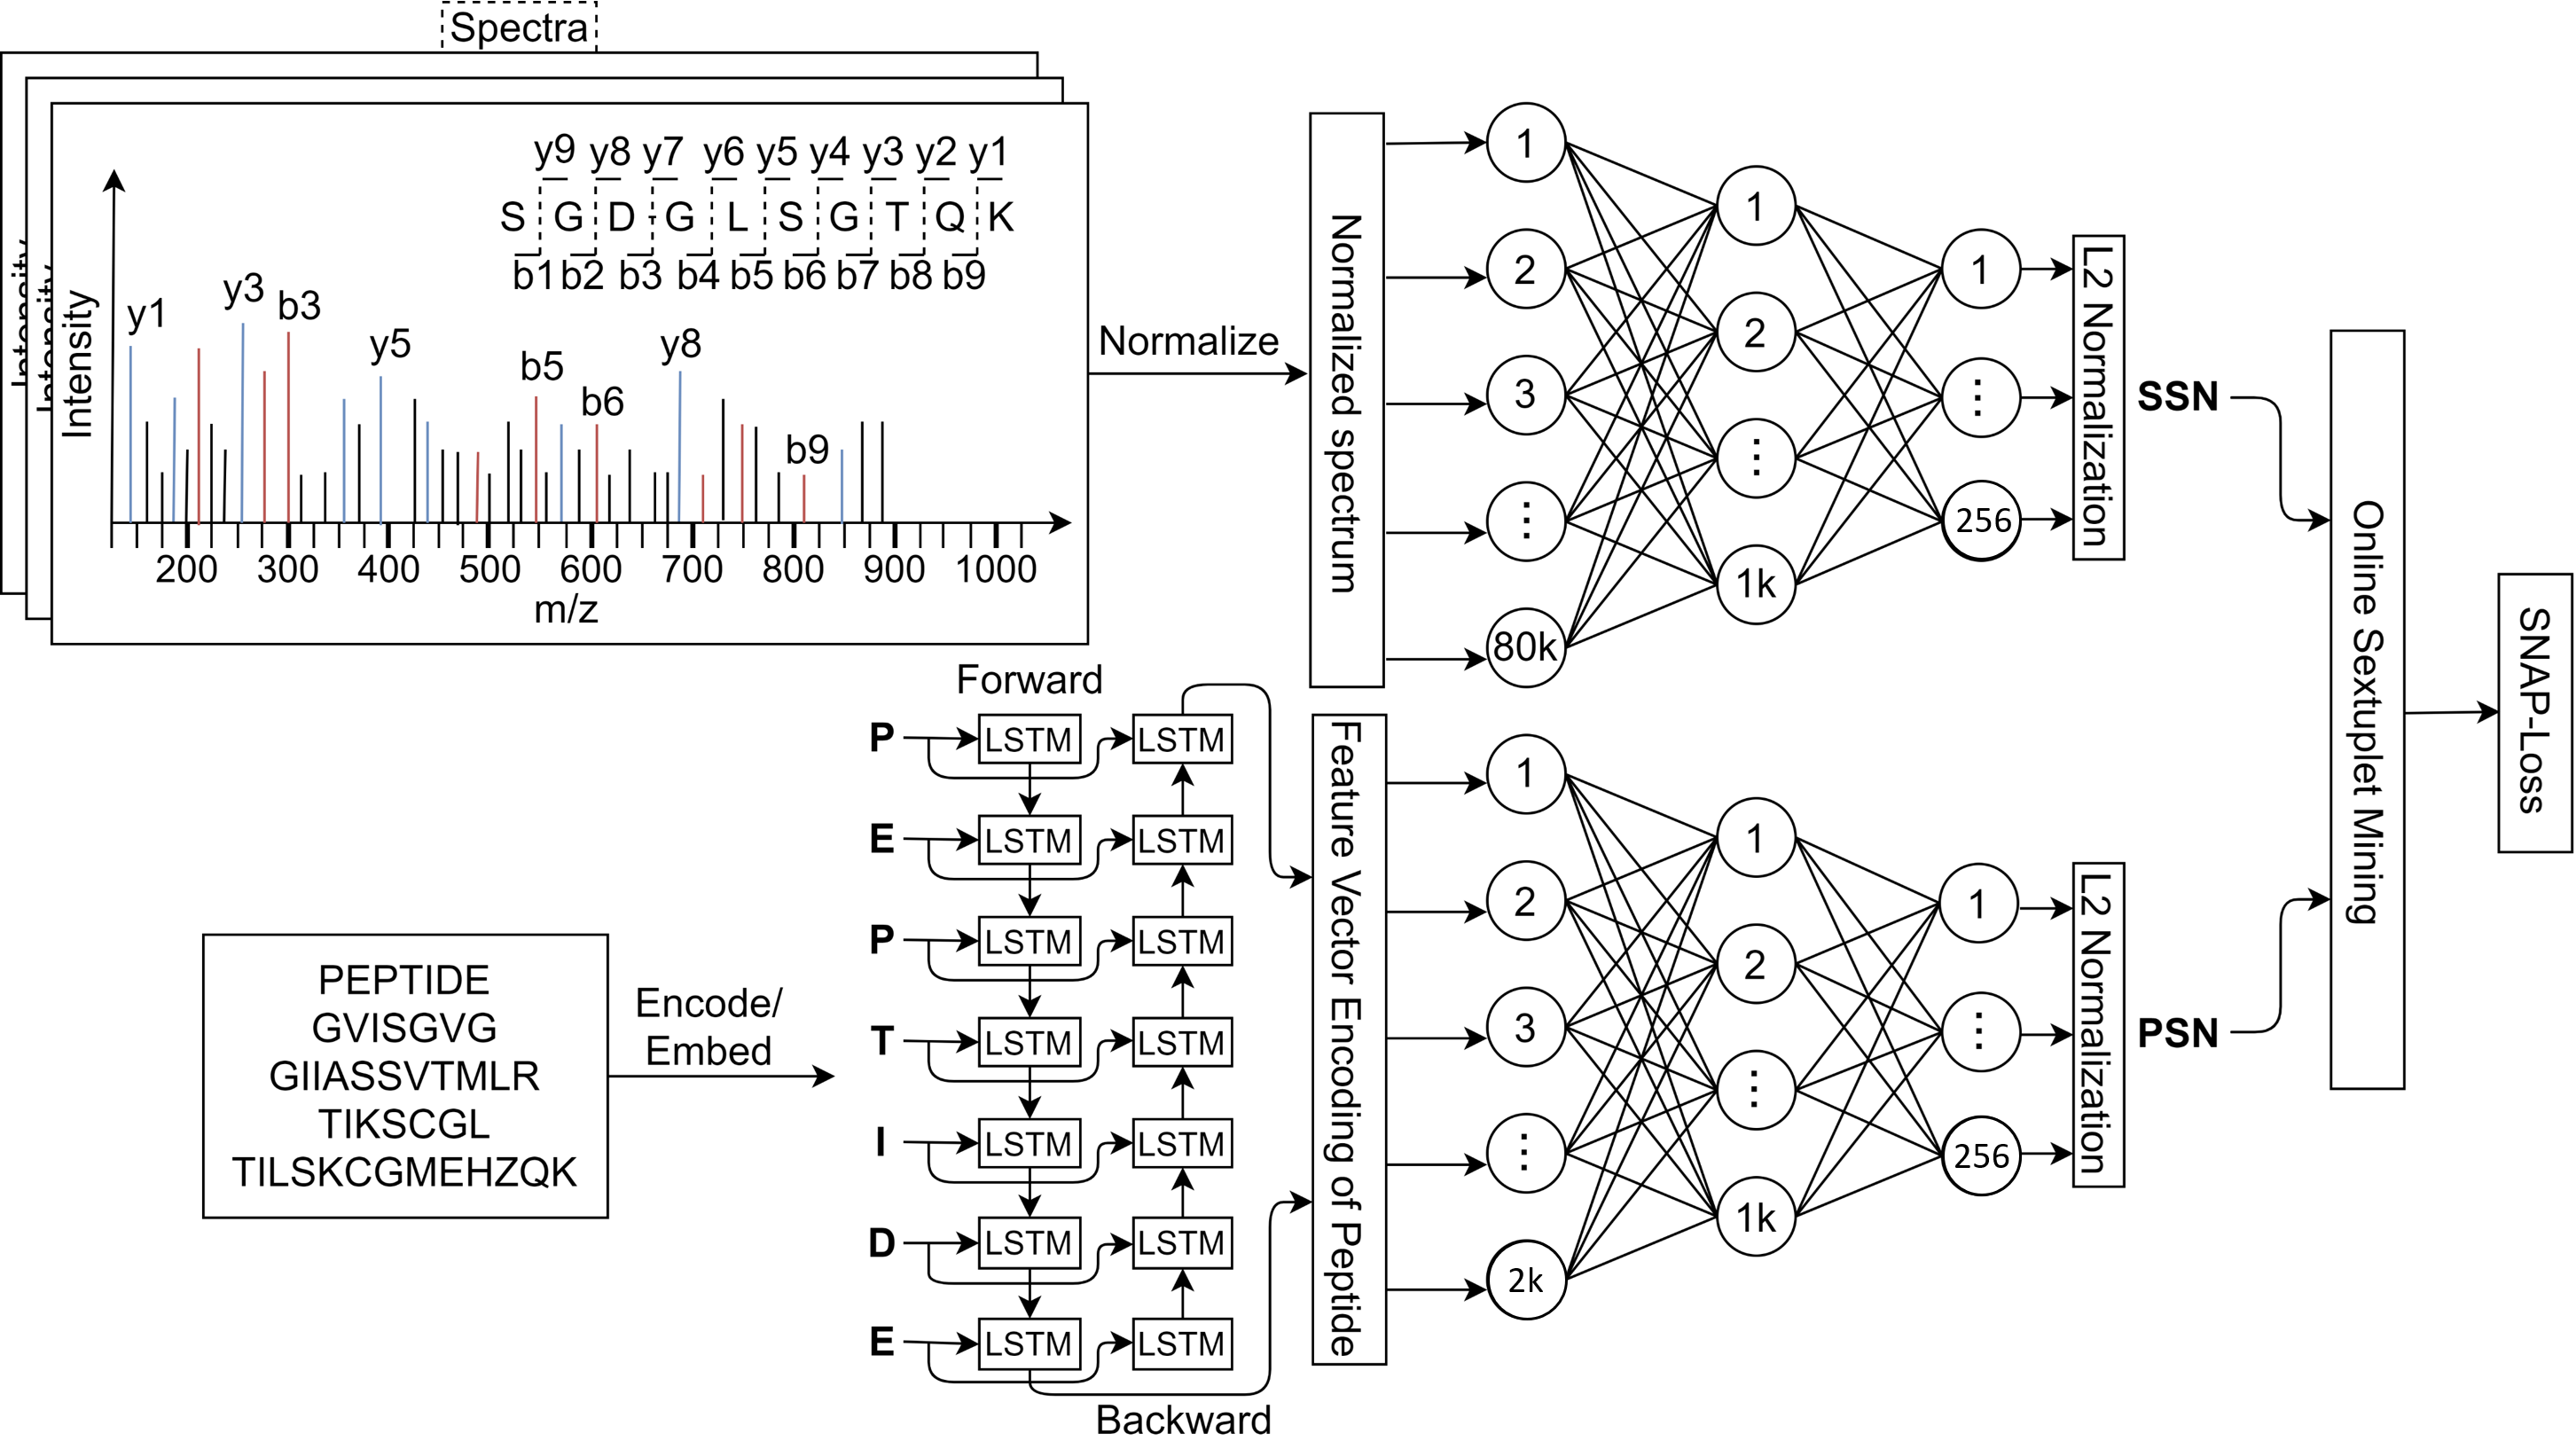 Spectra
Intensity
Intensity
Intensity
y9 y8 y7 y6 y5 y4 y3 y2 y1
S G D G L S G T Q K
b1 b2 b3 b4 b5 b6 b7 b8 b9
y1 y3 b3 y5 b5 b6 y8 b9
200 300 400 500 600 700 800 900 1000
m/z
Normalize
Normalized spectrum
1
2
3
⋮
80k
1
2
⋮
1k
1
⋮
256
L2 Normalization
SSN
PEPTIDE
GVISGVG
GIIASSVTMLR
TIKSCGL
TILSKCGMEHZQK
Encode/
Embed
Forward
P LSTM LSTM
E LSTM LSTM
P LSTM LSTM
T LSTM LSTM
I LSTM LSTM
D LSTM LSTM
E LSTM LSTM
Backward
Feature Vector Encoding of Peptide
1
2
3
⋮
2k
1
2
⋮
1k
1
⋮
256
L2 Normalization
PSN
Online Sextuplet Mining
SNAP-Loss